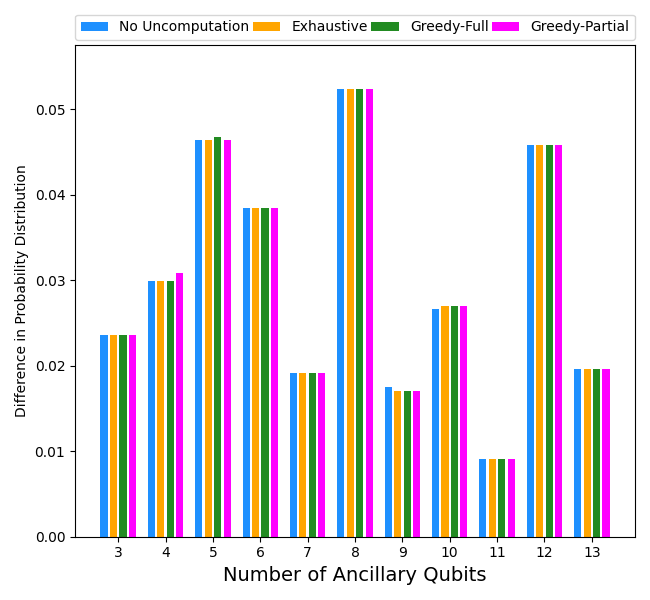 No Uncomputation Exhaustive Greedy-Full Greedy-Partial
Difference in Probability Distribution
0.05
0.04
0.03
0.02
0.01
0.00
3 4 5 6 7 8 9 10 11 12 13
Number of Ancillary Qubits